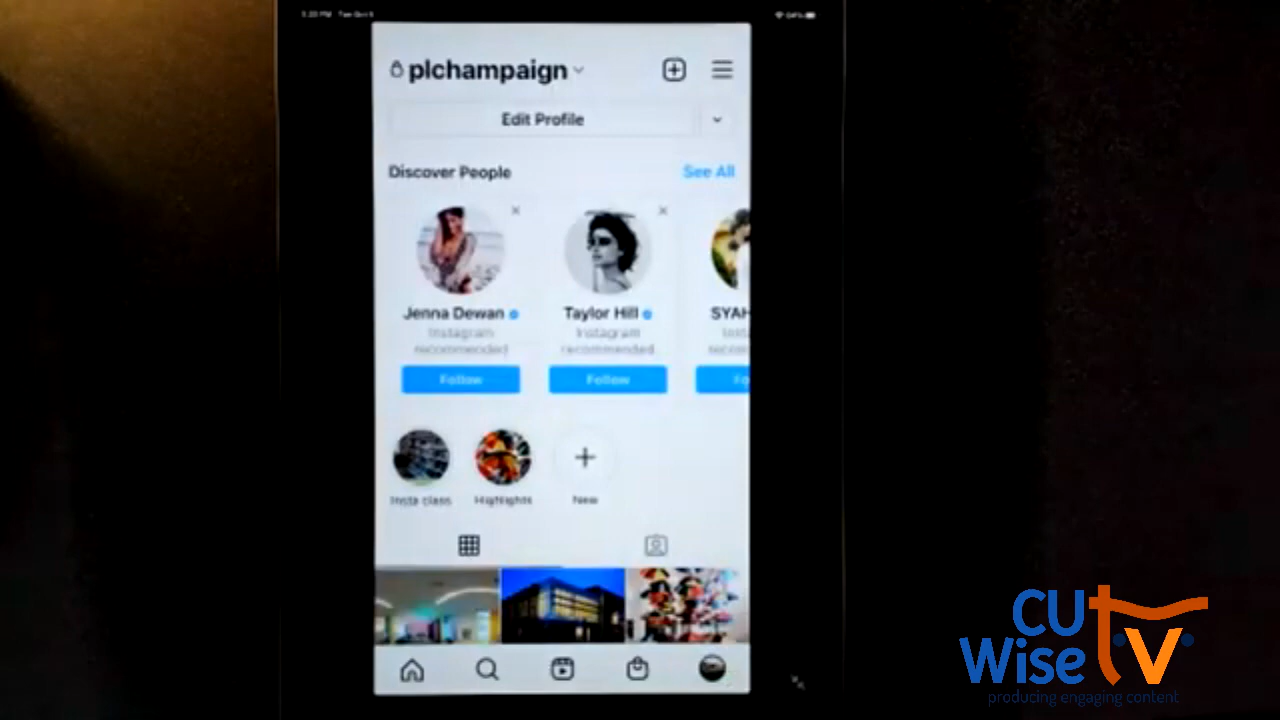 plchampaign
Edit Profile
Discover People
See All
Jenna Dewan
Instagram
recommended
Follow
Taylor Hill
Instagram
recommended
Follow
SYAH
Insta class
Highlights
New
CU
Wise
tv
producing engaging content